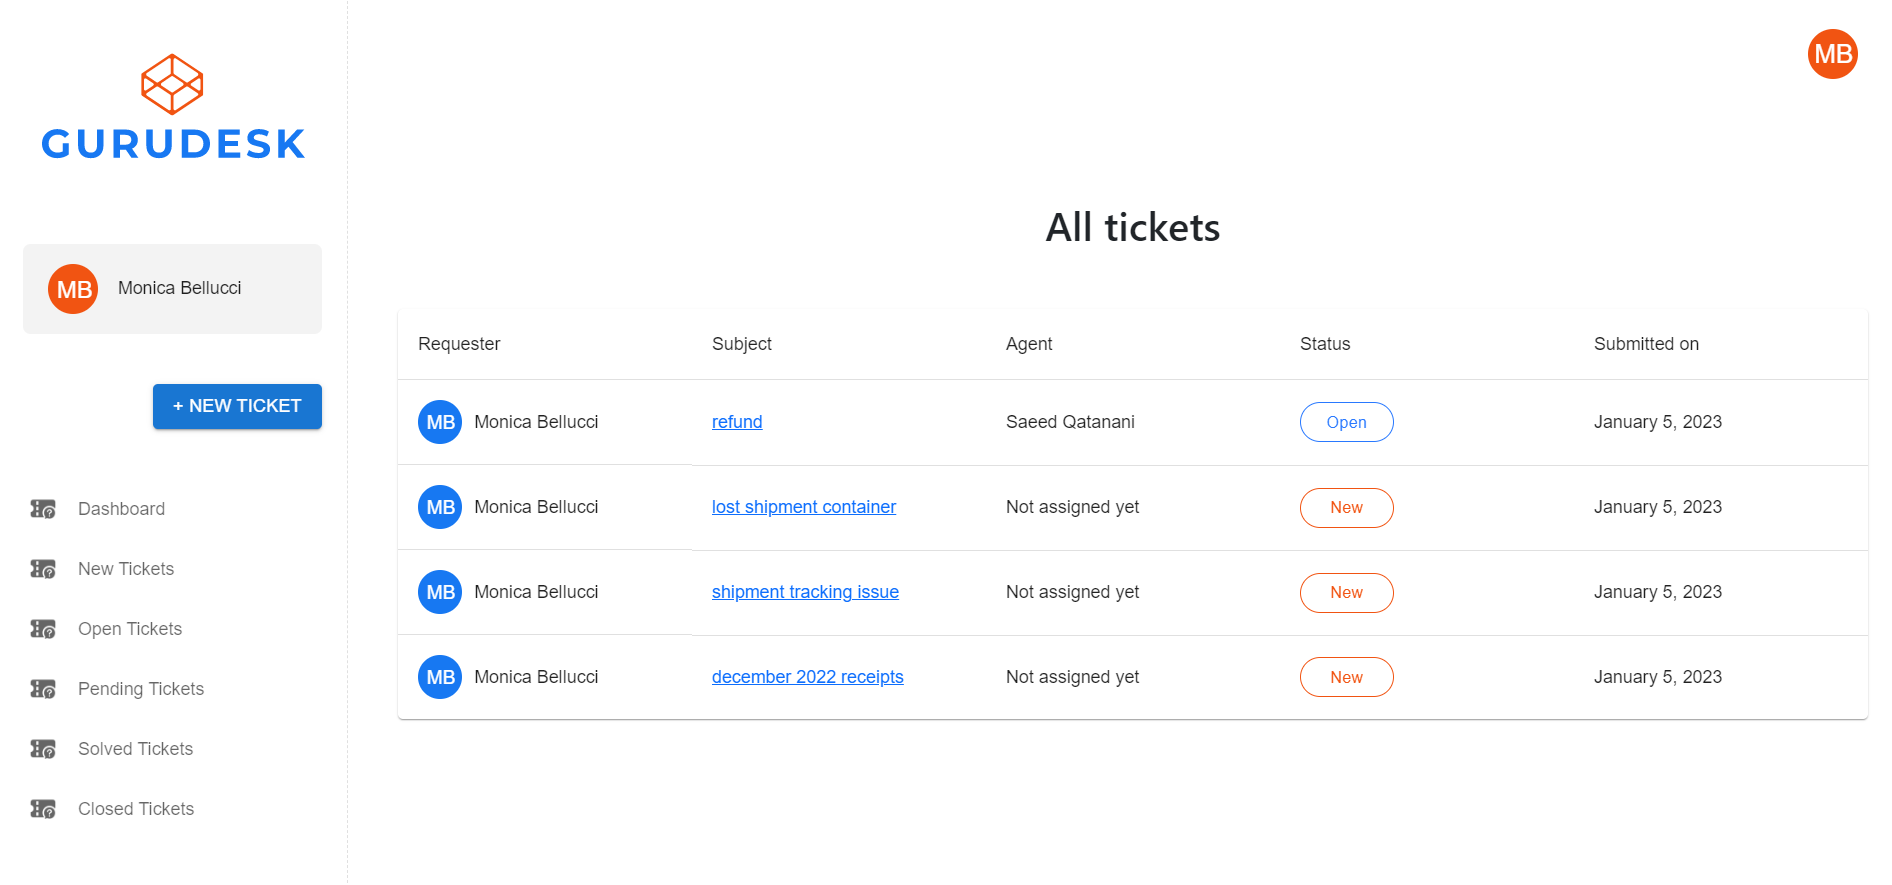 MB
GURUDESK
All tickets
MB Monica Bellucci
Requester Subject Agent Status Submitted on
+ NEW TICKET
MB Monica Bellucci refund Saeed Qatanani Open January 5, 2023
Dashboard
MB Monica Bellucci lost shipment container Not assigned yet New January 5, 2023
New Tickets
MB Monica Bellucci shipment tracking issue Not assigned yet New January 5, 2023
Open Tickets
MB Monica Bellucci december 2022 receipts Not assigned yet New January 5, 2023
Pending Tickets
Solved Tickets
Closed Tickets